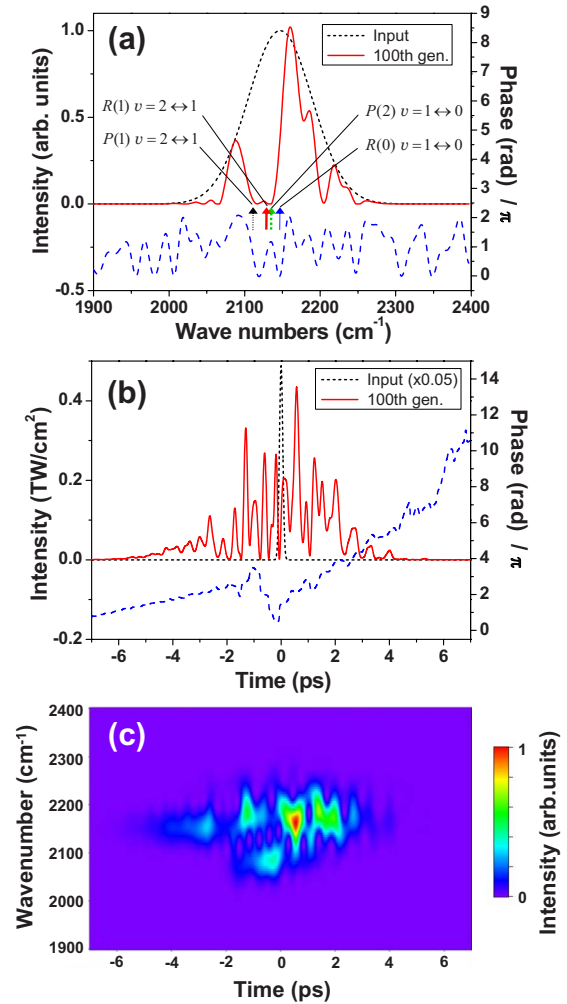 (a)
Input
100th gen.
R(1) v = 2 ↔ 1
P(1) v = 2 ↔ 1
P(2) v = 1 ↔ 0
R(0) v = 1 ↔ 0
Intensity (arb. units)
1.0
0.5
0.0
-0.5
Phase (rad) / π
9
8
7
6
5
4
3
2
1
0
1900 2000 2100 2200 2300 2400
Wave numbers (cm⁻¹)
(b)
Input (x0.05)
100th gen.
Intensity (TW/cm²)
0.4
0.2
0.0
-0.2
Phase (rad) / π
14
12
10
8
6
4
2
0
-6 -4 -2 0 2 4 6
Time (ps)
(c)
Wavenumber (cm⁻¹)
2400
2300
2200
2100
2000
1900
-6 -4 -2 0 2 4 6
Time (ps)
1
0
Intensity (arb.units)